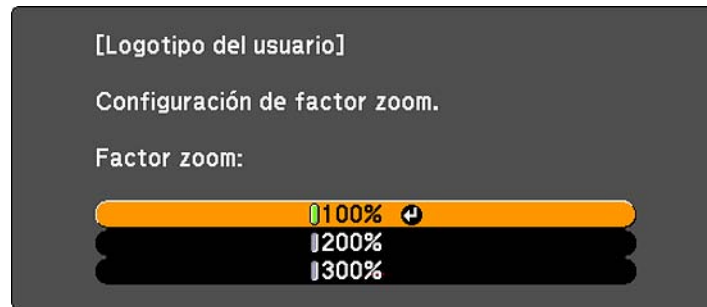 [Logotipo del usuario]
Configuración de factor zoom.
Factor zoom:
100%
200%
300%